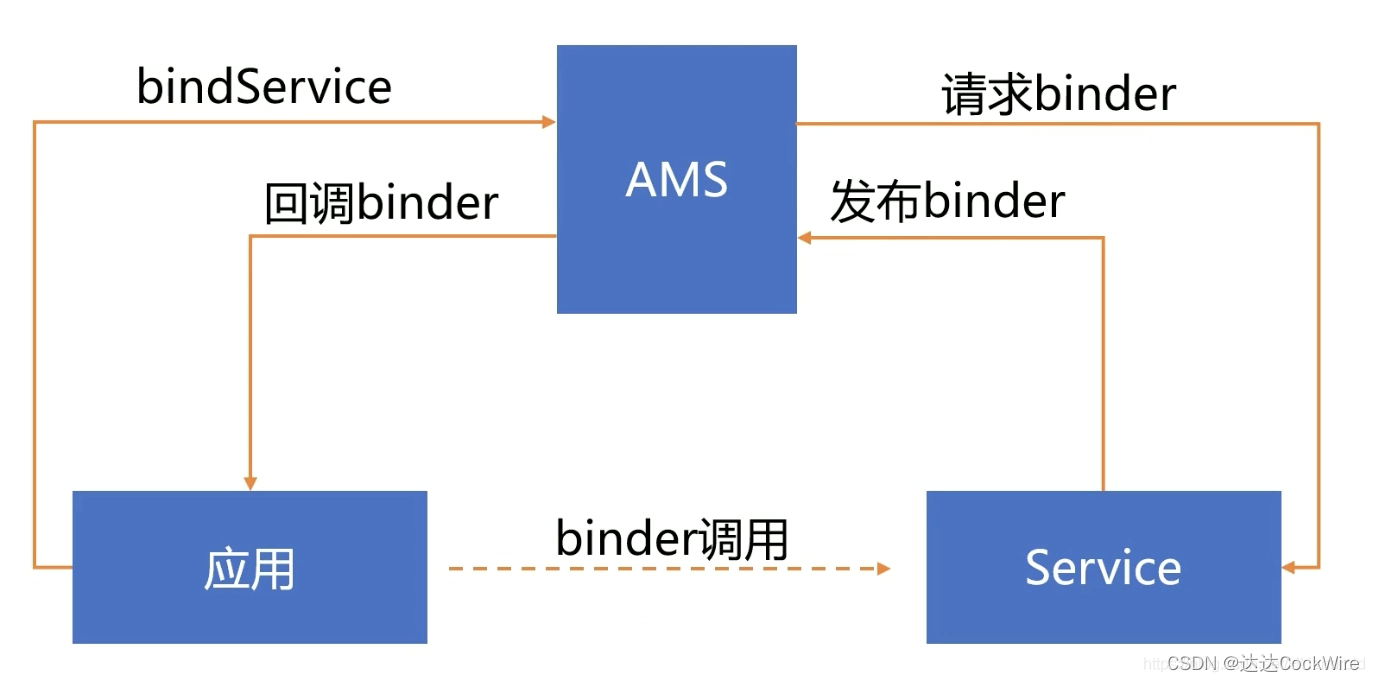 bindService
请求binder
AMS
回调binder
发布binder
binder调用
应用
Service
CSDN @达达CockWire